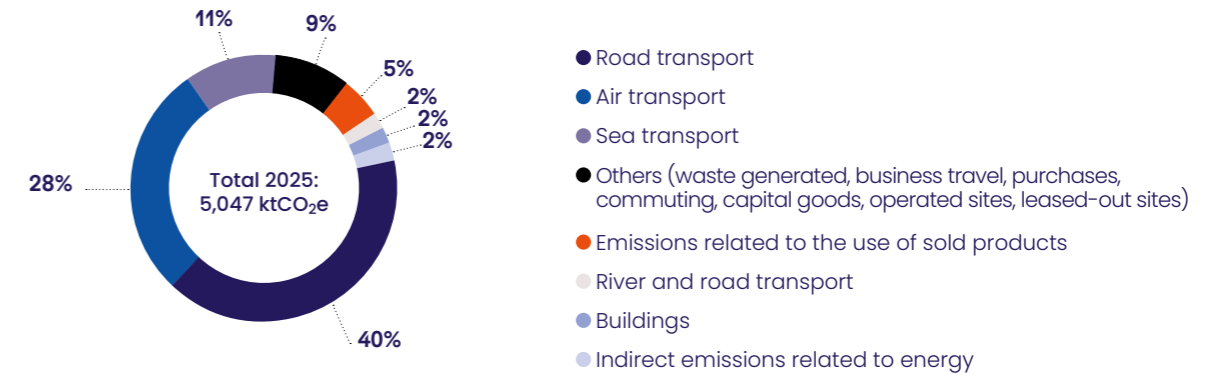 11%
9%
5%
2%
2%
2%
28%
Total 2025:
5,047 ktCO₂e
40%
Road transport
Air transport
Sea transport
Others (waste generated, business travel, purchases,
commuting, capital goods, operated sites, leased-out sites)
Emissions related to the use of sold products
River and road transport
Buildings
Indirect emissions related to energy